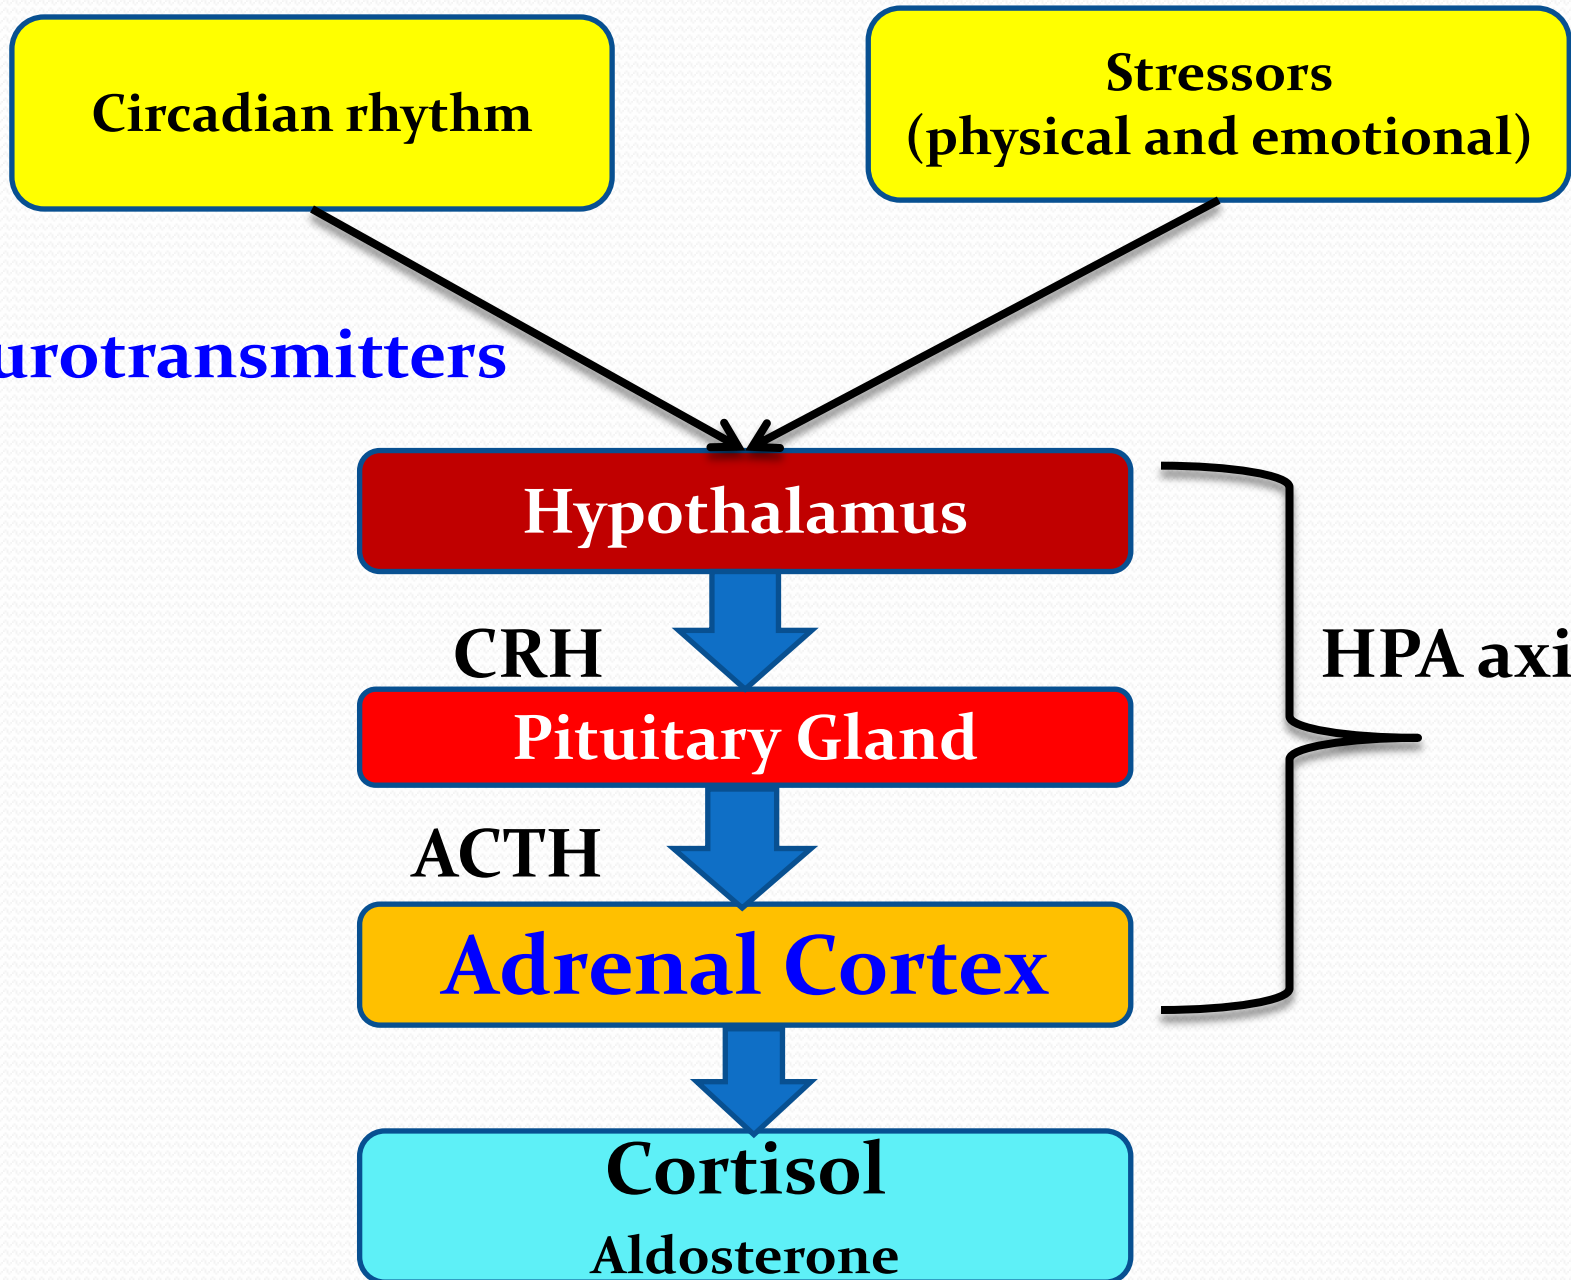 Circadian rhythm
Stressors
(physical and emotional)
urotransmitters
Hypothalamus
CRH
HPA axi
Pituitary Gland
ACTH
Adrenal Cortex
Cortisol
Aldosterone